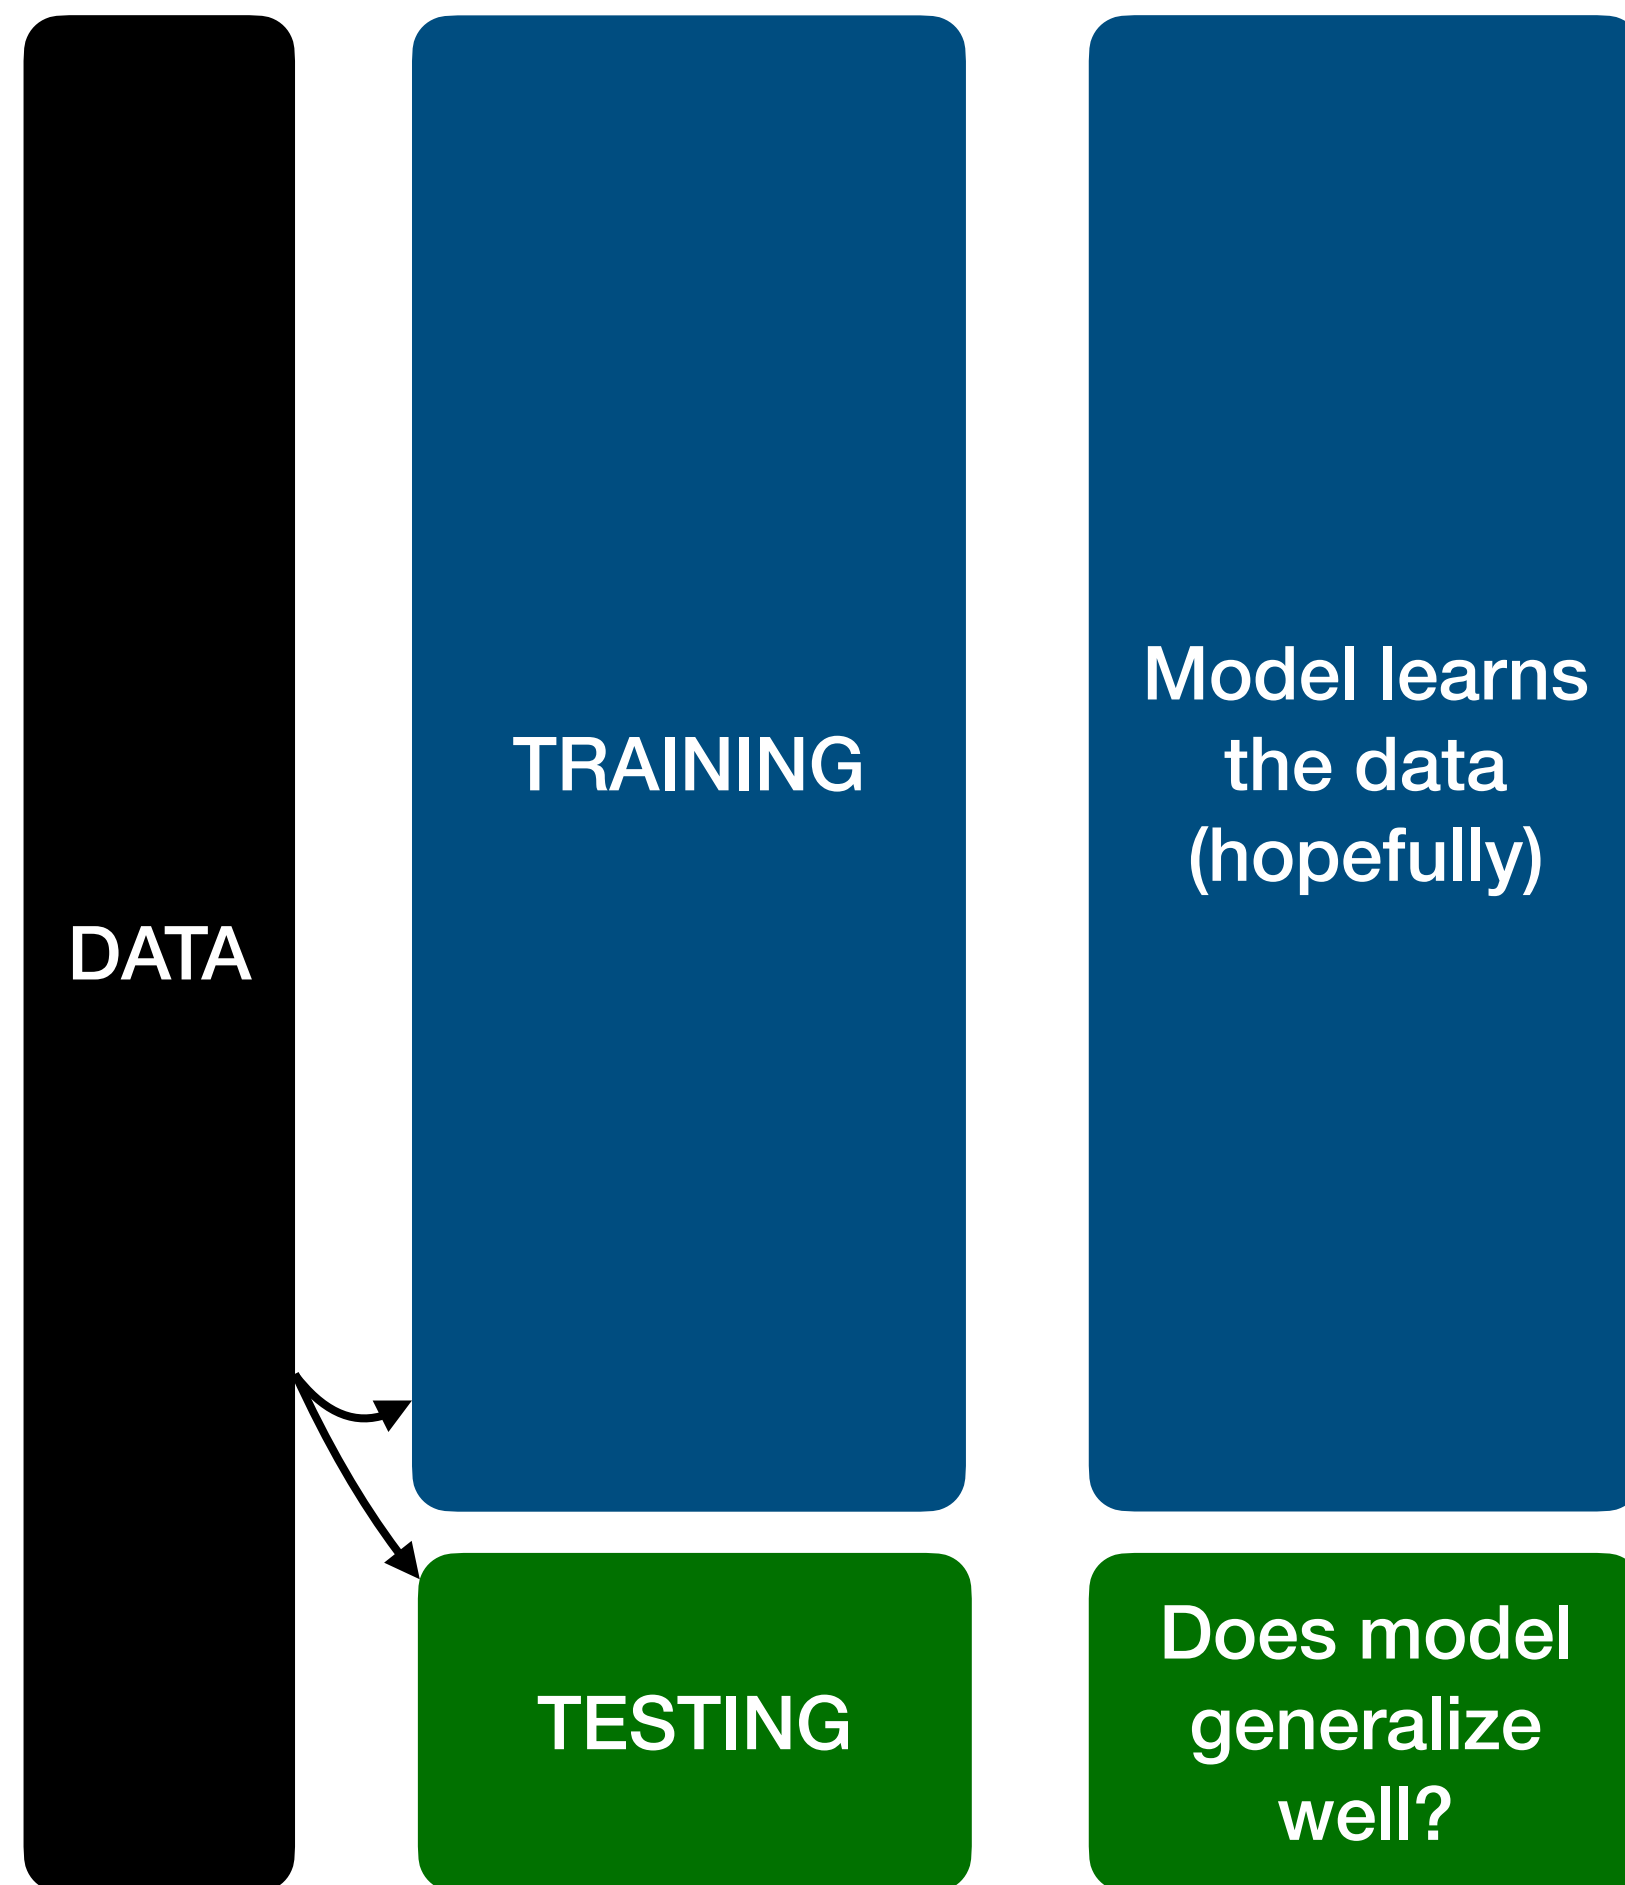 DATA
TRAINING
Model learns
the data
(hopefully)
TESTING
Does model
generalize
well?